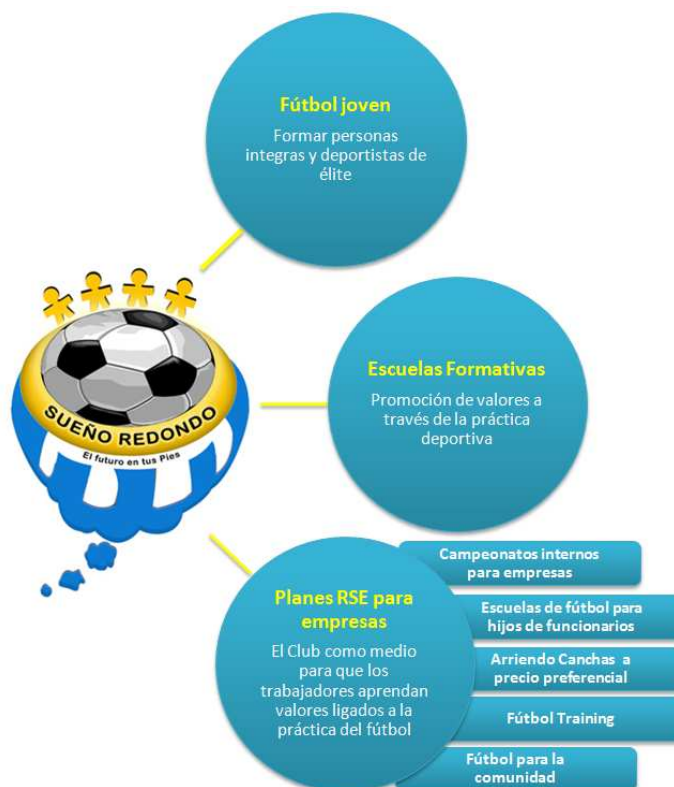 Fútbol joven
Formar personas
integras y deportistas de
élite
SUEÑO REDONDO
El futuro en tus Pies
Escuelas Formativas
Promoción de valores a
través de la práctica
deportiva
Planes RSE para
empresas
El Club como medio
para que los
trabajadores aprendan
valores ligados a la
práctica del fútbol
Campeonatos internos
para empresas
Escuelas de fútbol para
hijos de funcionarios
Arriendo Canchas a
precio preferencial
Fútbol Training
Fútbol para la
comunidad